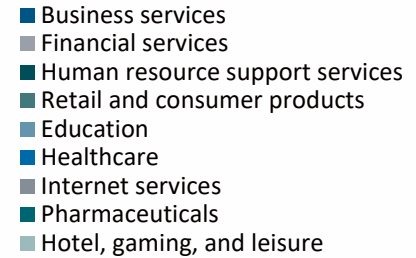 Business services
Financial services
Human resource support services
Retail and consumer products
Education
Healthcare
Internet services
Pharmaceuticals
Hotel, gaming, and leisure